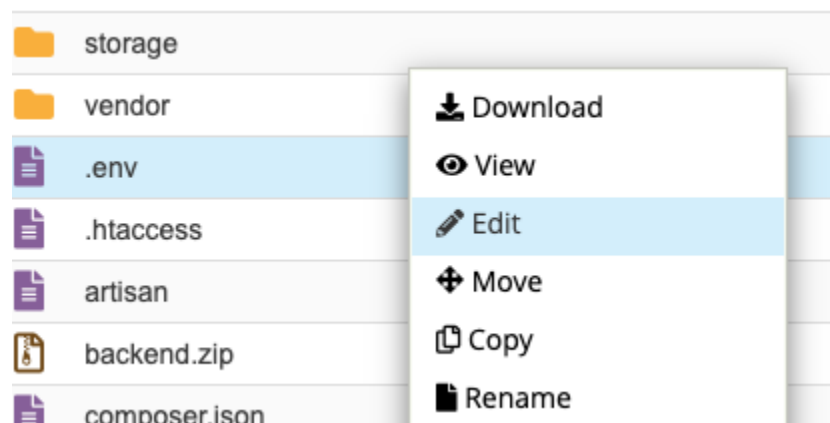 storage
vendor
.env
.htaccess
artisan
backend.zip
composer.json
Download
View
Edit
Move
Copy
Rename